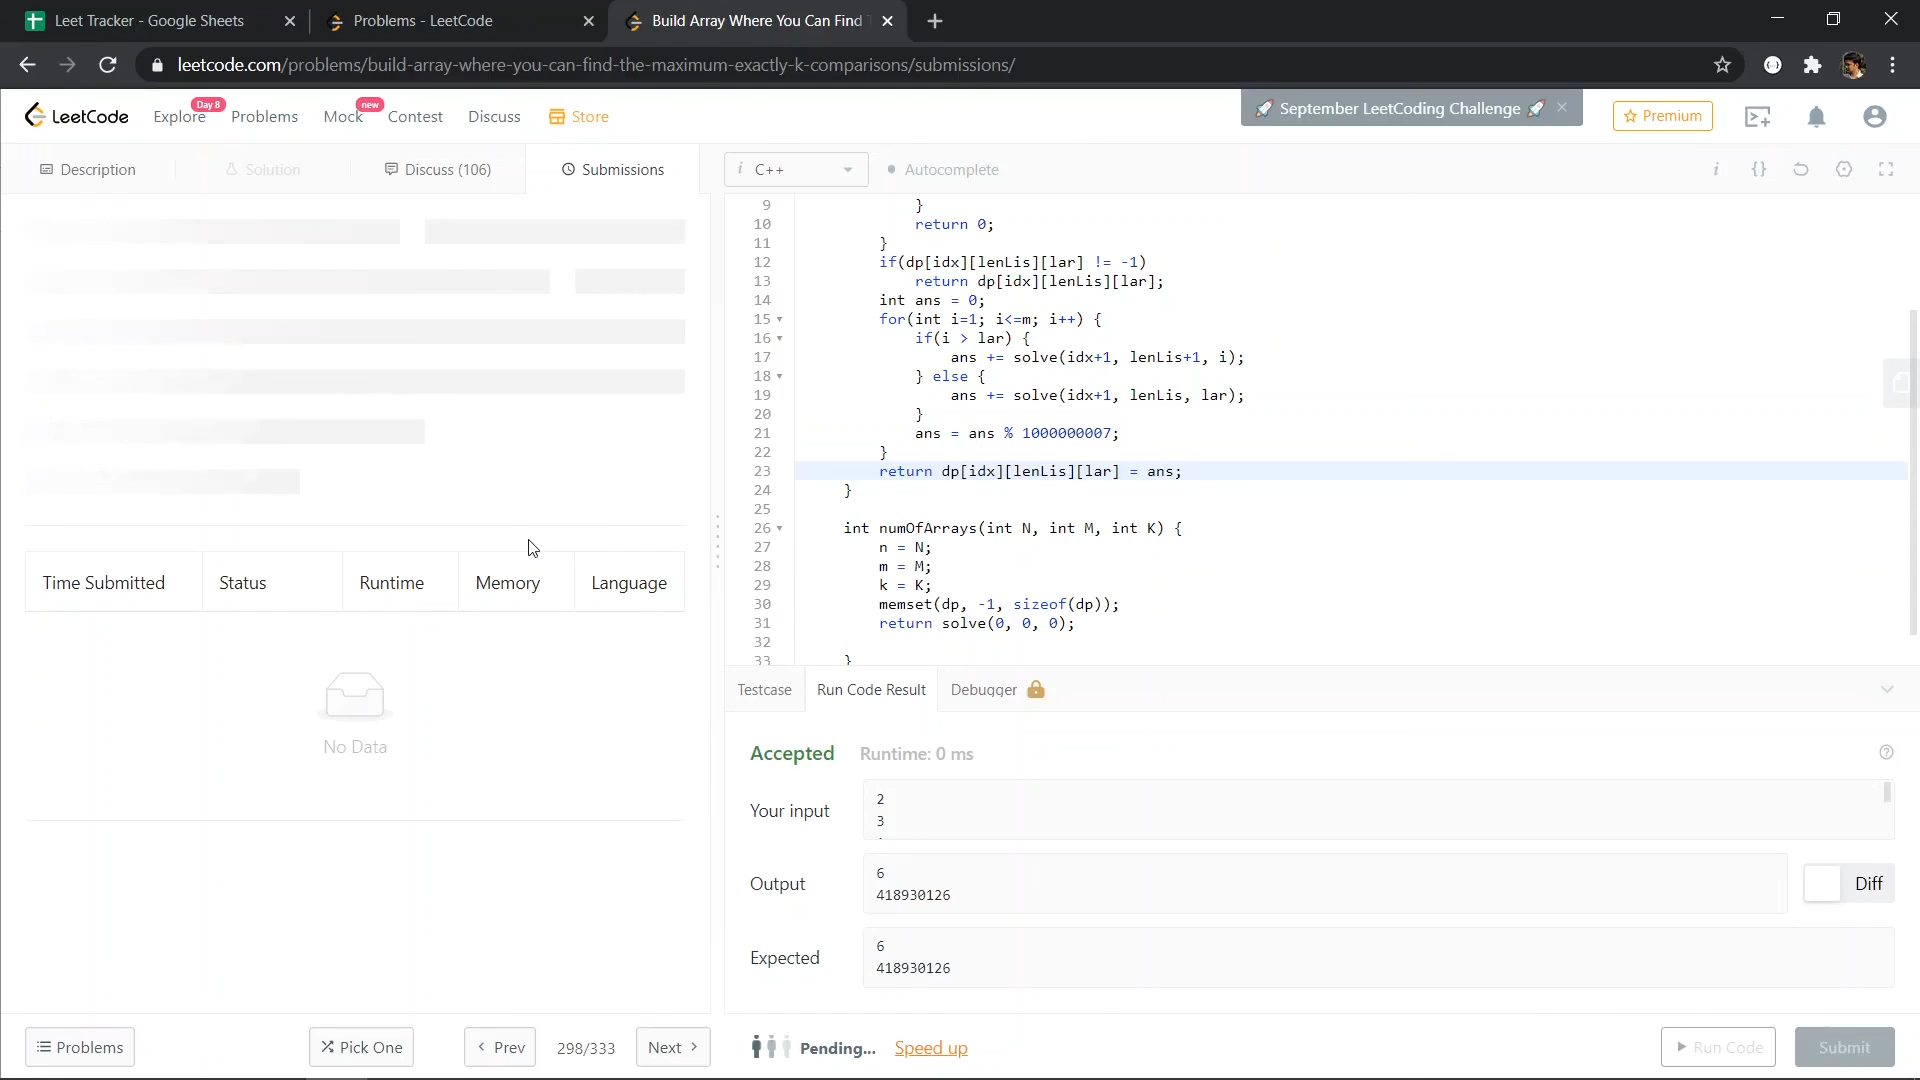 Leet Tracker - Google Sheets
Problems - LeetCode
Build Array Where You Can Find
leetcode.com/problems/build-array-where-you-can-find-the-maximum-exactly-k-comparisons/submissions/
LeetCode
Explore
Day 8
Problems
Mock
new
Contest
Discuss
Store
🚀 September LeetCoding Challenge 🚀
Premium
Description
Solution
Discuss (106)
Submissions
i C++
Autocomplete
9 }
10 return 0;
11 }
12 if(dp[idx][lenLis][lar] != -1)
13 return dp[idx][lenLis][lar];
14 int ans = 0;
15 for(int i=1; i<=m; i++) {
16 if(i > lar) {
17 ans += solve(idx+1, lenLis+1, i);
18 } else {
19 ans += solve(idx+1, lenLis, lar);
20 }
21 ans = ans % 1000000007;
22 }
23 return dp[idx][lenLis][lar] = ans;
24 }
25
26 int numOfArrays(int N, int M, int K) {
27 n = N;
28 m = M;
29 k = K;
30 memset(dp, -1, sizeof(dp));
31 return solve(0, 0, 0);
32
33 }
Time Submitted
Status
Runtime
Memory
Language
No Data
Testcase
Run Code Result
Debugger
Accepted
Runtime: 0 ms
Your input
2
3
Output
6
418930126
Diff
Expected
6
418930126
Problems
Pick One
Prev
298/333
Next
Pending...
Speed up
Run Code
Submit